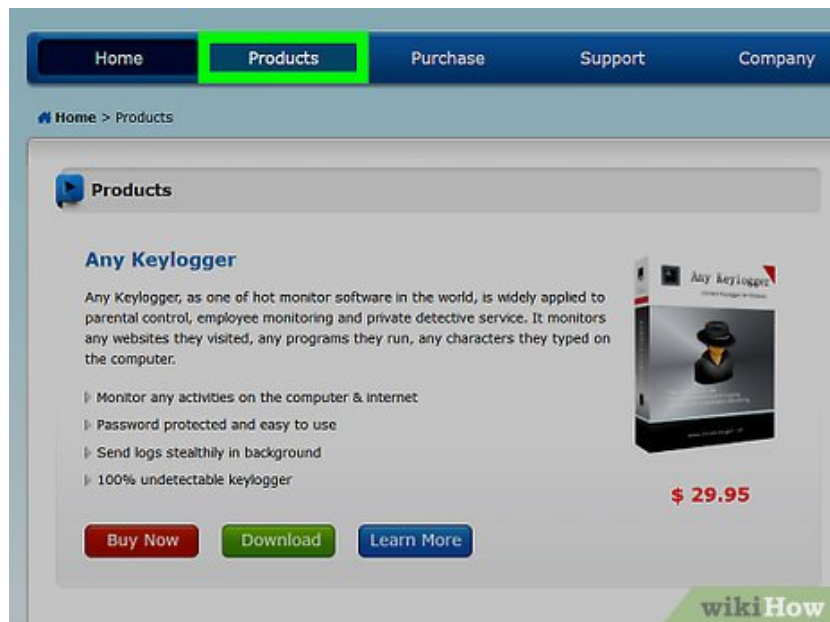 Home Products Purchase Support Company
Home > Products
Products
Any Keylogger
Any Keylogger, as one of hot monitor software in the world, is widely applied to
parental control, employee monitoring and private detective service. It monitors
any websites they visited, any programs they run, any characters they typed on
the computer.
Monitor any activities on the computer & internet
Password protected and easy to use
Send logs stealthily in background
100% undetectable keylogger
Any Keylogger
$ 29.95
Buy Now Download Learn More
wikiHow